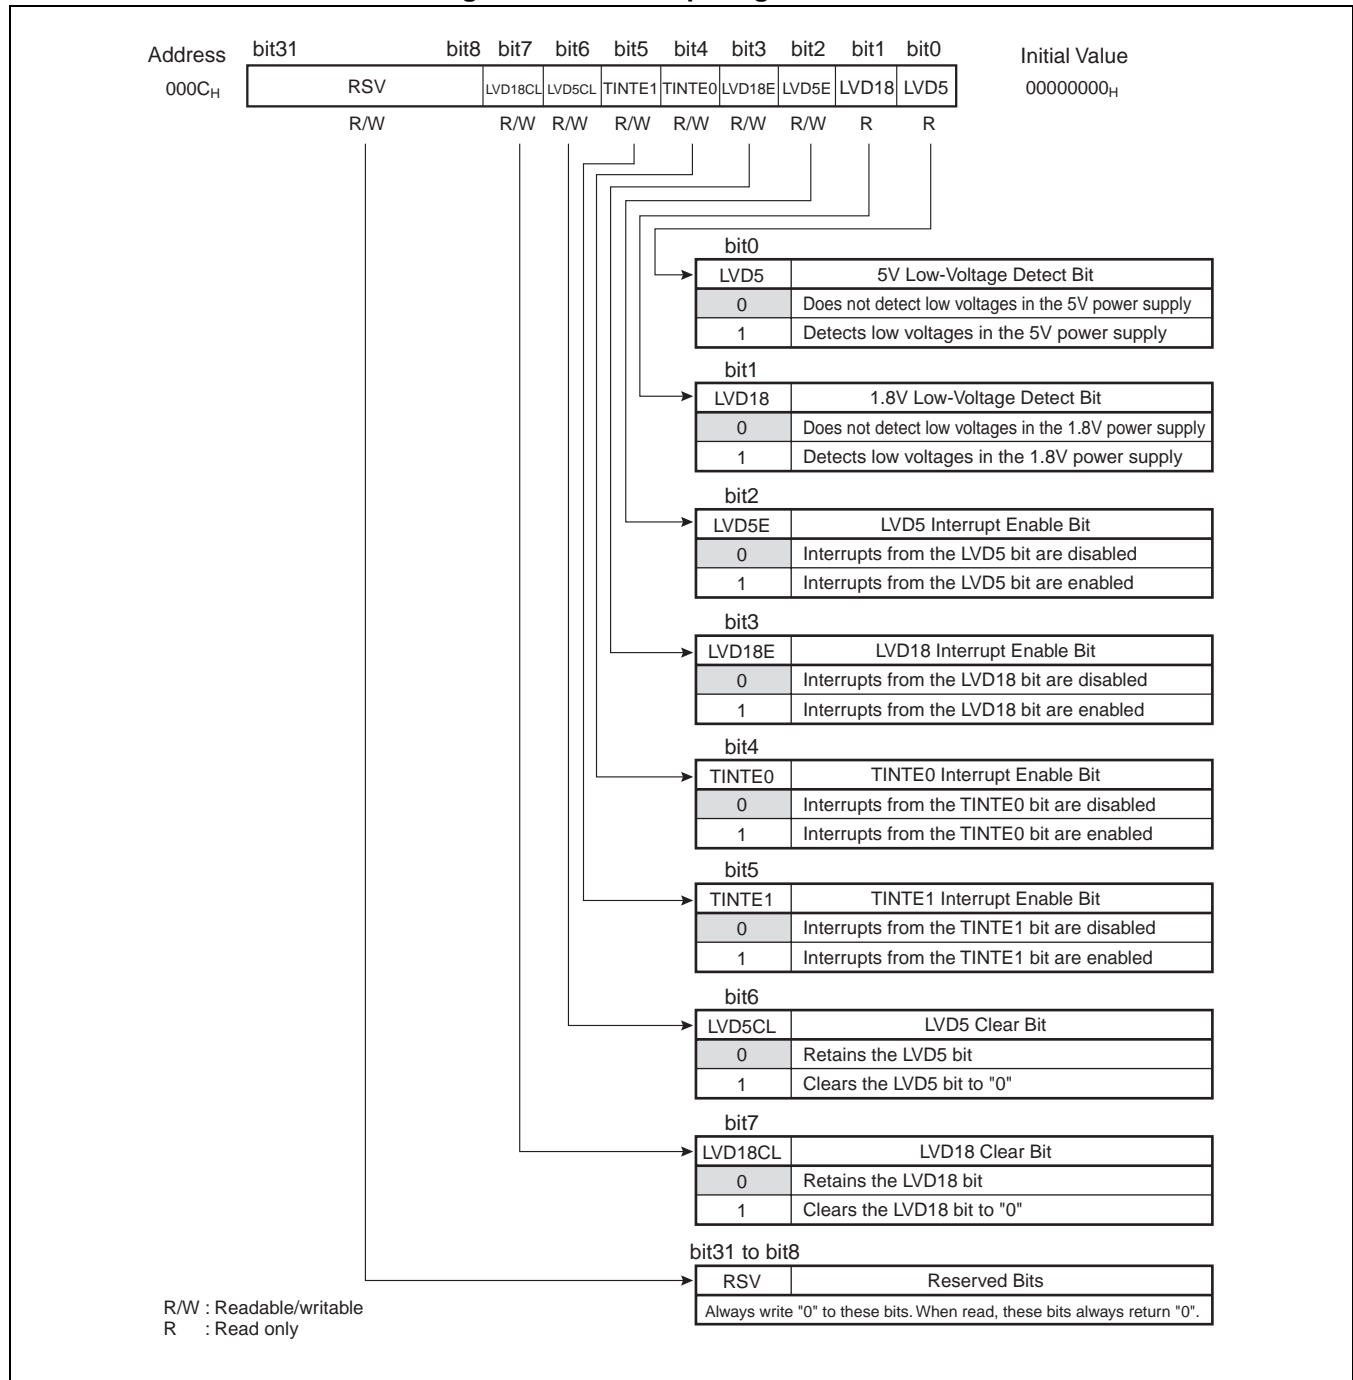 Address bit31 bit8 bit7 bit6 bit5 bit4 bit3 bit2 bit1 bit0 Initial Value
000CH RSV LVD18CL LVD5CL TINTE1 TINTE0 LVD18E LVD5E LVD18 LVD5 00000000H
R/W R/W R/W R/W R/W R/W R/W R R
bit0
LVD5 5V Low-Voltage Detect Bit
0 Does not detect low voltages in the 5V power supply
1 Detects low voltages in the 5V power supply
bit1
LVD18 1.8V Low-Voltage Detect Bit
0 Does not detect low voltages in the 1.8V power supply
1 Detects low voltages in the 1.8V power supply
bit2
LVD5E LVD5 Interrupt Enable Bit
0 Interrupts from the LVD5 bit are disabled
1 Interrupts from the LVD5 bit are enabled
bit3
LVD18E LVD18 Interrupt Enable Bit
0 Interrupts from the LVD18 bit are disabled
1 Interrupts from the LVD18 bit are enabled
bit4
TINTE0 TINTE0 Interrupt Enable Bit
0 Interrupts from the TINTE0 bit are disabled
1 Interrupts from the TINTE0 bit are enabled
bit5
TINTE1 TINTE1 Interrupt Enable Bit
0 Interrupts from the TINTE1 bit are disabled
1 Interrupts from the TINTE1 bit are enabled
bit6
LVD5CL LVD5 Clear Bit
0 Retains the LVD5 bit
1 Clears the LVD5 bit to "0"
bit7
LVD18CL LVD18 Clear Bit
0 Retains the LVD18 bit
1 Clears the LVD18 bit to "0"
bit31 to bit8
RSV Reserved Bits
Always write "0" to these bits. When read, these bits always return "0".
R/W : Readable/writable
R : Read only